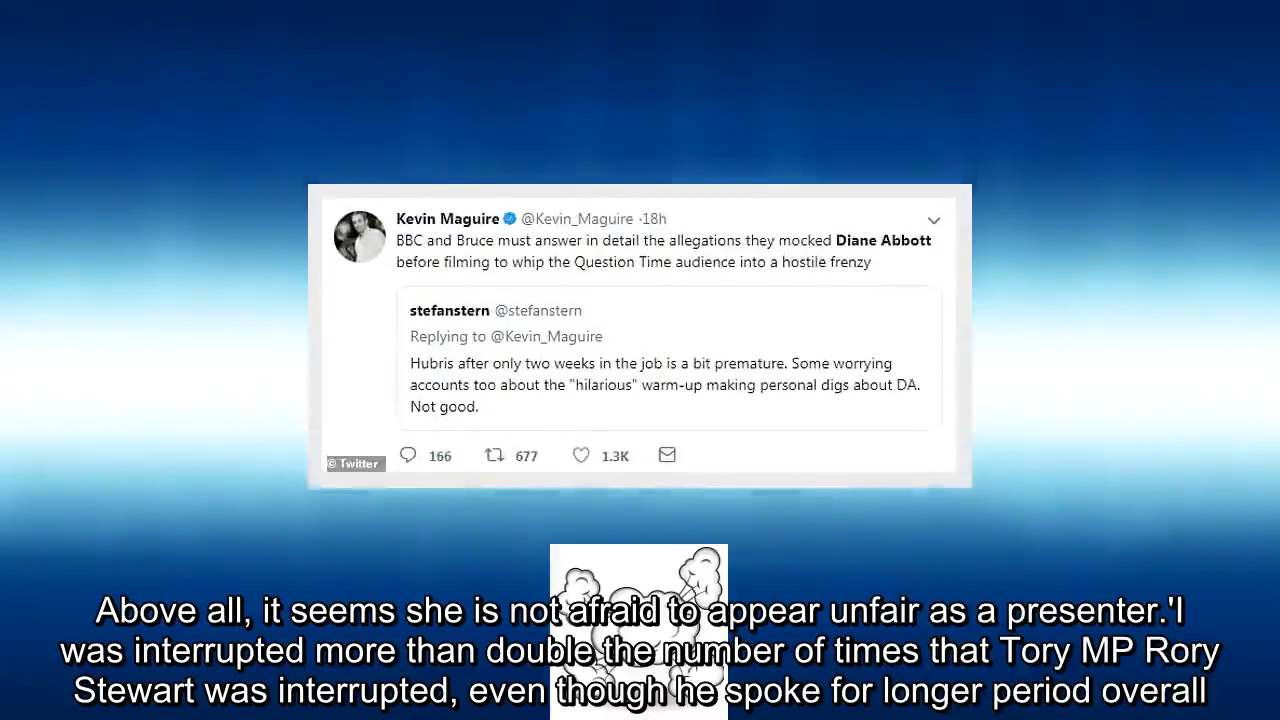 Kevin Maguire @Kevin_Maguire ·18h
BBC and Bruce must answer in detail the allegations they mocked Diane Abbott
before filming to whip the Question Time audience into a hostile frenzy
stefanstern @stefanstern
Replying to @Kevin_Maguire
Hubris after only two weeks in the job is a bit premature. Some worrying
accounts too about the "hilarious" warm-up making personal digs about DA.
Not good.
166 677 1.3K
© Twitter
Above all, it seems she is not afraid to appear unfair as a presenter.'I
was interrupted more than double the number of times that Tory MP Rory
Stewart was interrupted, even though he spoke for longer period overall